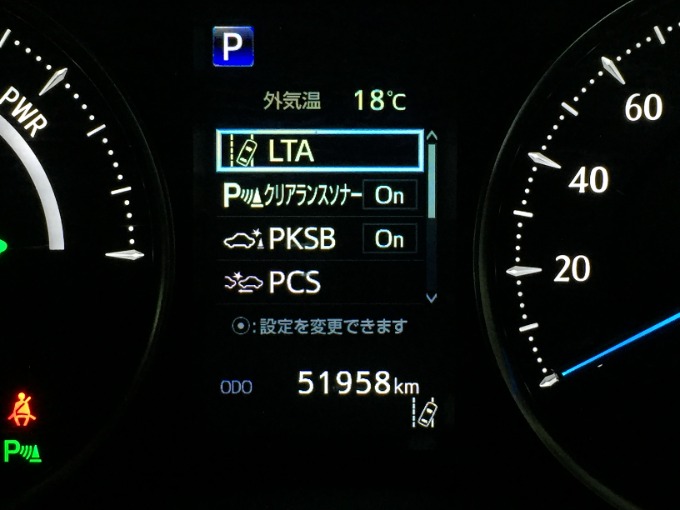 P
外気温 18℃
PWR
60
LTA
P クリアランスソナー On
40
PKSB On
20
PCS
:設定を変更できます
ODO 51958km
P